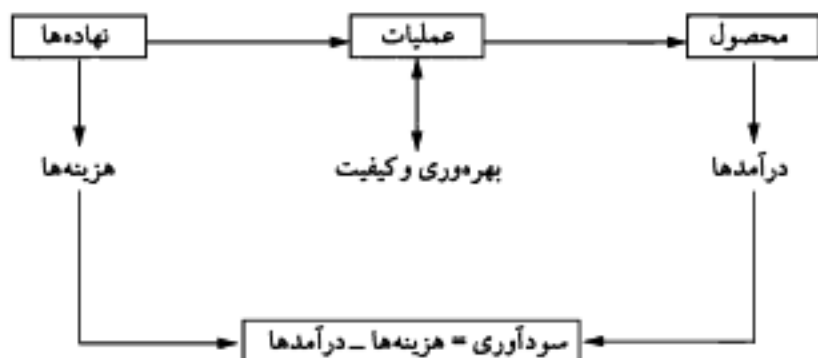 محصول
عملیات
نهاده‌ها
درآمدها
بهره‌وری و کیفیت
هزینه‌ها
سودآوری = هزینه‌ها ـ درآمدها